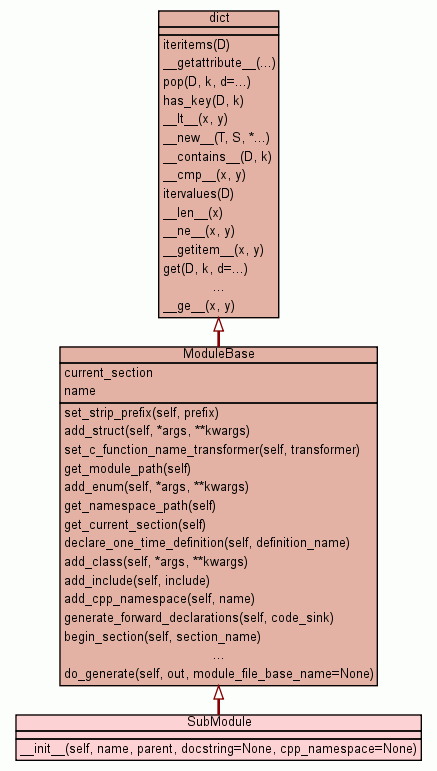 dict
iteritems(D)
__getattribute__(...)
pop(D, k, d=...)
has_key(D, k)
__lt__(x, y)
__new__(T, S, *...)
__contains__(D, k)
__cmp__(x, y)
itervalues(D)
__len__(x)
__ne__(x, y)
__getitem__(x, y)
get(D, k, d=...)
...
__ge__(x, y)
ModuleBase
current_section
name
set_strip_prefix(self, prefix)
add_struct(self, *args, **kwargs)
set_c_function_name_transformer(self, transformer)
get_module_path(self)
add_enum(self, *args, **kwargs)
get_namespace_path(self)
get_current_section(self)
declare_one_time_definition(self, definition_name)
add_class(self, *args, **kwargs)
add_include(self, include)
add_cpp_namespace(self, name)
generate_forward_declarations(self, code_sink)
begin_section(self, section_name)
...
do_generate(self, out, module_file_base_name=None)
SubModule
__init__(self, name, parent, docstring=None, cpp_namespace=None)